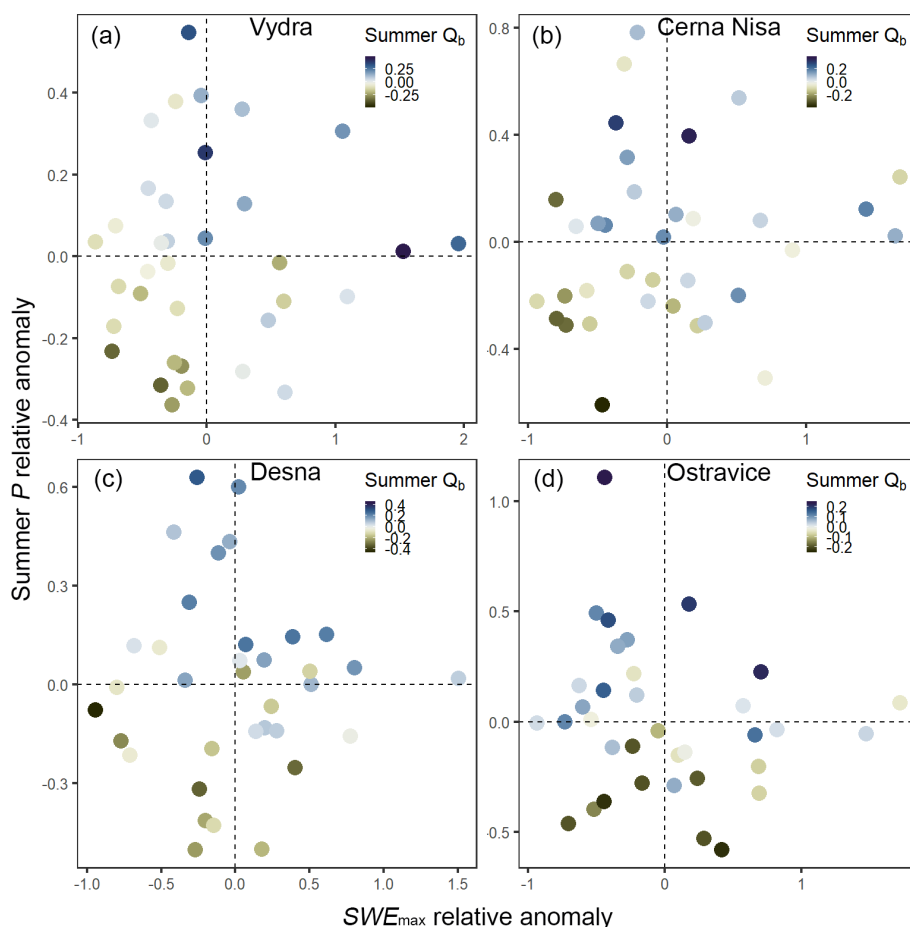 (a) Vydra
Summer Qb
0.25
0.00
-0.25
0.4
0.2
0.0
-0.2
-0.4
-1 0 1 2
(b) Cerna Nisa
Summer Qb
0.2
0.0
-0.2
0.8
0.4
0.0
-0.4
-1 0 1
(c) Desna
Summer Qb
0.4
0.2
0.0
-0.2
-0.4
0.6
0.3
0.0
-0.3
-1.0 -0.5 0.0 0.5 1.0 1.5
(d) Ostravice
Summer Qb
0.2
0.1
0.0
-0.1
-0.2
1.0
0.5
0.0
-0.5
-1 0 1
Summer P relative anomaly
SWEmax relative anomaly